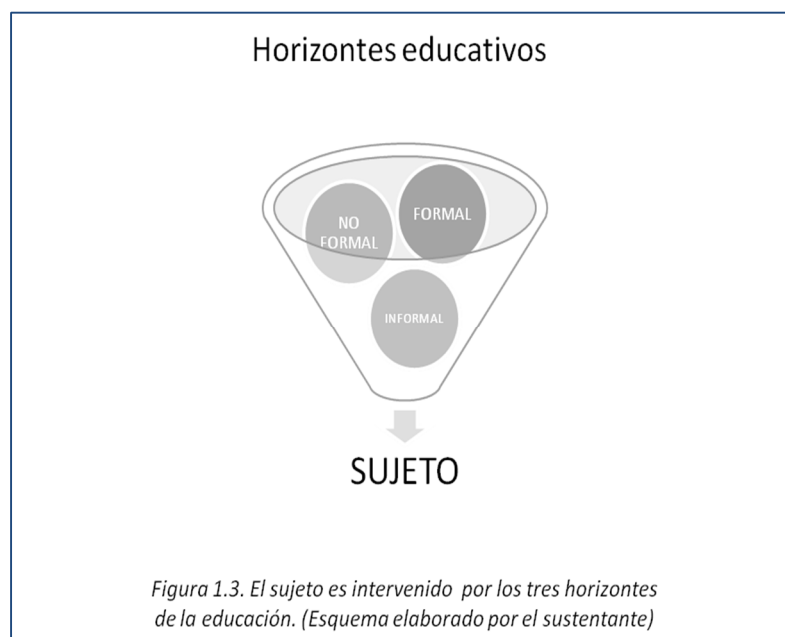 Horizontes educativos
NO
FORMAL
FORMAL
INFORMAL
SUJETO
Figura 1.3. El sujeto es intervenido por los tres horizontes
de la educación. (Esquema elaborado por el sustentante)